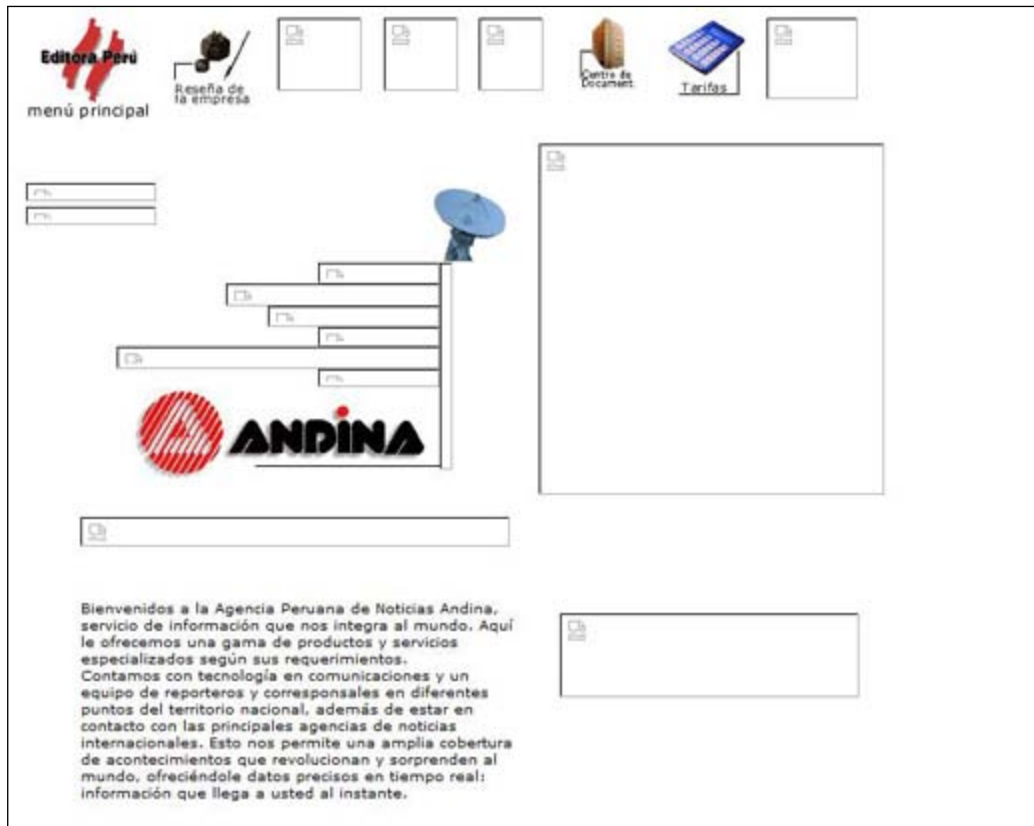 Editora Perú
menú principal
Reseña de
la empresa
Centro de
Document.
Tarifas
ANDINA
Bienvenidos a la Agencia Peruana de Noticias Andina,
servicio de información que nos integra al mundo. Aquí
le ofrecemos una gama de productos y servicios
especializados según sus requerimientos.
Contamos con tecnología en comunicaciones y un
equipo de reporteros y corresponsales en diferentes
puntos del territorio nacional, además de estar en
contacto con las principales agencias de noticias
internacionales. Esto nos permite una amplia cobertura
de acontecimientos que revolucionan y sorprenden al
mundo, ofreciéndole datos precisos en tiempo real:
información que llega a usted al instante.